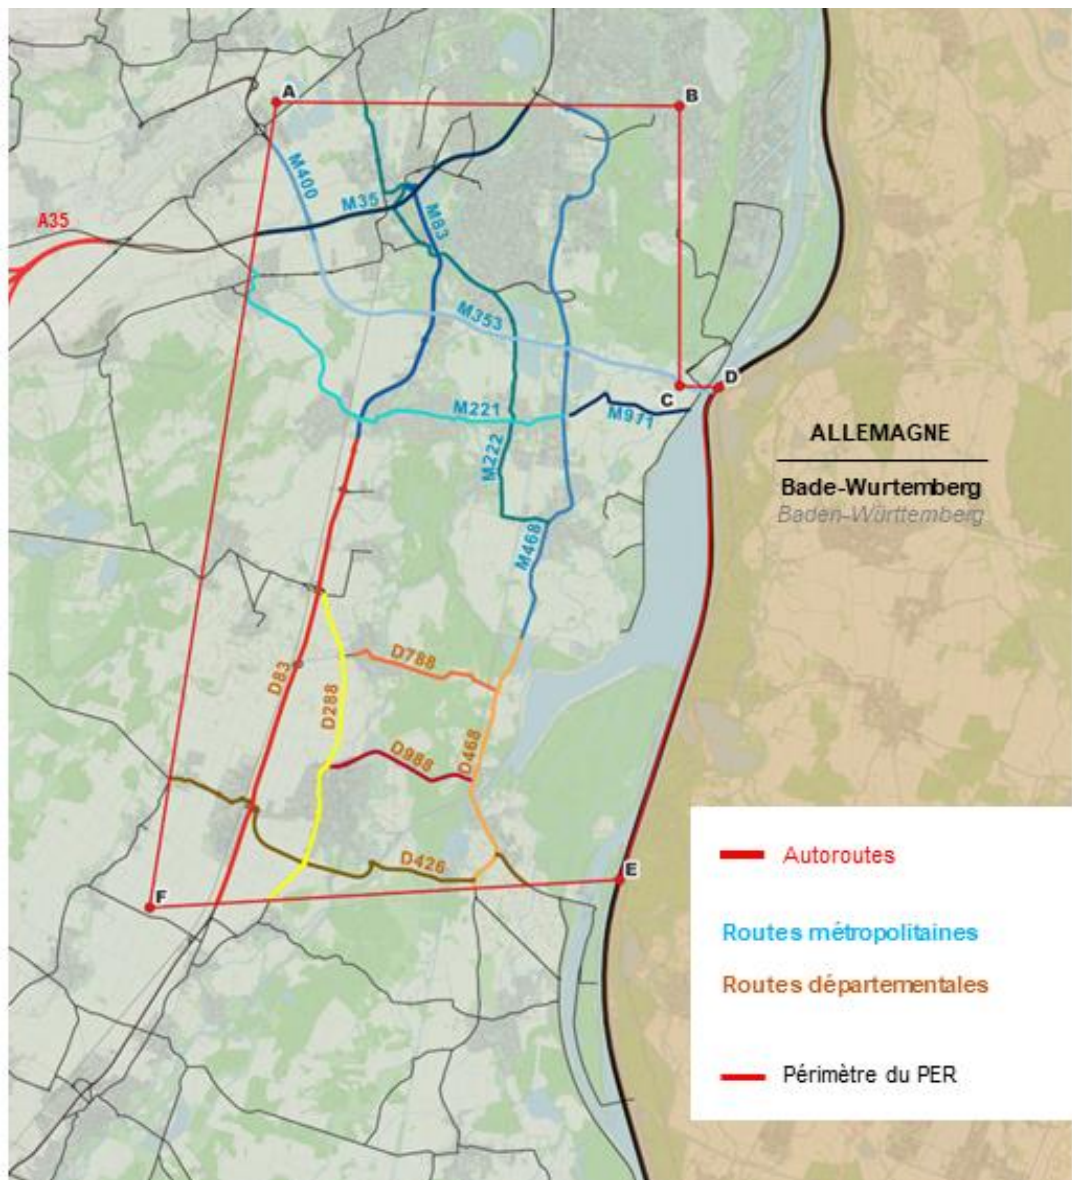 A
B
M400
M35
M83
A35
M353
C
D
M221
M911
ALLEMAGNE
M222
Bade-Wurtemberg
Baden-Württemberg
M468
D788
D83
D288
D468
D988
D426
E
F
Autoroutes
Routes métropolitaines
Routes départementales
Périmètre du PER